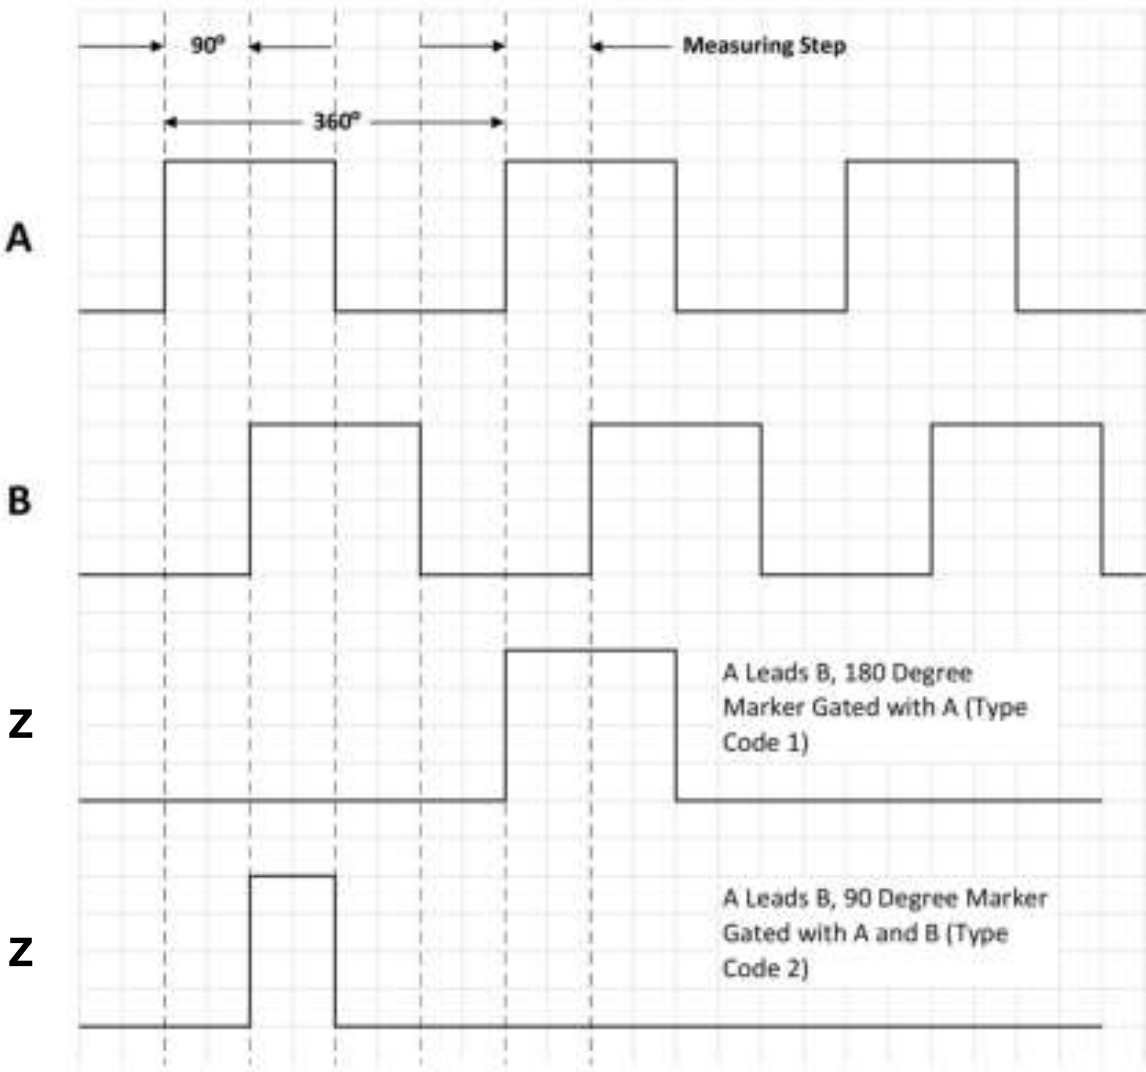 90°
Measuring Step
360°
A
B
A Leads B, 180 Degree
Marker Gated with A (Type
Code 1)
Z
A Leads B, 90 Degree Marker
Gated with A and B (Type
Code 2)
Z